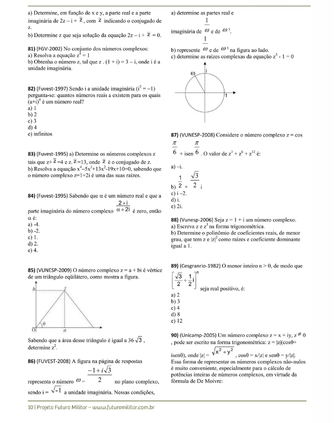 a) Determine, em função de x e y, a parte real e a parte
imaginária de 2z – i + z̄, com z̄ indicando o conjugado de
z.
b) Determine z que seja solução da equação 2z – i + z̄ = 0.
81) (FGV-2002) No conjunto dos números complexos:
a) Resolva a equação z³ = 1
b) Obtenha o número z, tal que z . (1 + i) = 3 – i, onde i é a
unidade imaginária.
82) (Fuvest-1997) Sendo i a unidade imaginária (i² = –1)
pergunta-se: quantos números reais a existem para os quais
(a+i)⁴ é um número real?
a) 1
b) 2
c) 3
d) 4
e) infinitos
83) (Fuvest-1995) a) Determine os números complexos z
tais que z+ z̄ =4 e z. z̄ =13, onde z̄ é o conjugado de z.
b) Resolva a equação x⁴–5x³+13x²–19x+10=0, sabendo que
o número complexo z=1+2i é uma das suas raízes.
84) (Fuvest-1995) Sabendo que α é um número real e que a
parte imaginária do número complexo (2+i)/(α+2i) é zero, então
α é:
a) -4.
b) -2.
c) 1.
d) 2.
e) 4.
85) (VUNESP-2009) O número complexo z = a + bi é vértice
de um triângulo eqüilátero, como mostra a figura.
b
z
θ
0
a
Sabendo que a área desse triângulo é igual a 36√3,
determine z².
86) (FUVEST-2008) A figura na página de respostas
representa o número ω = (–1+i√3)/2 no plano complexo,
sendo i = √-1 a unidade imaginária. Nessas condições,
10 | Projeto Futuro Militar – www.futuromilitar.com.br
a) determine as partes real e
imaginária de 1/ω e de ω³.
b) represente 1/ω e de ω³ na figura ao lado.
c) determine as raízes complexas da equação z³ - 1 = 0
ω
1
87) (VUNESP-2008) Considere o número complexo z = cos
π/6 + isen π/6 . O valor de z³ + z⁶ + z¹² é:
a) –i.
b) 1/2 + √3/2 i
c) i –2.
d) i.
e) 2i.
88) (Vunesp-2006) Seja z = 1 + i um número complexo.
a) Escreva z e z³ na forma trigonométrica.
b) Determine o polinômio de coeficientes reais, de menor
grau, que tem z e |z|² como raízes e coeficiente dominante
igual a 1.
89) (Cesgranrio-1982) O menor inteiro n > 0, de modo que
(√3/2 + 1/2 i)ⁿ seja real positivo, é:
a) 2
b) 3
c) 4
d) 8
e) 12
90) (Unicamp-2005) Um número complexo z = x + iy, z ≠ 0
, pode ser escrito na forma trigonométrica: z = |z|(cosθ+
isenθ), onde |z| = √x² + y² , cosθ = x/|z| e senθ = y/|z|.
Essa forma de representar os números complexos não-nulos
é muito conveniente, especialmente para o cálculo de
potências inteiras de números complexos, em virtude da
fórmula de De Moivre: